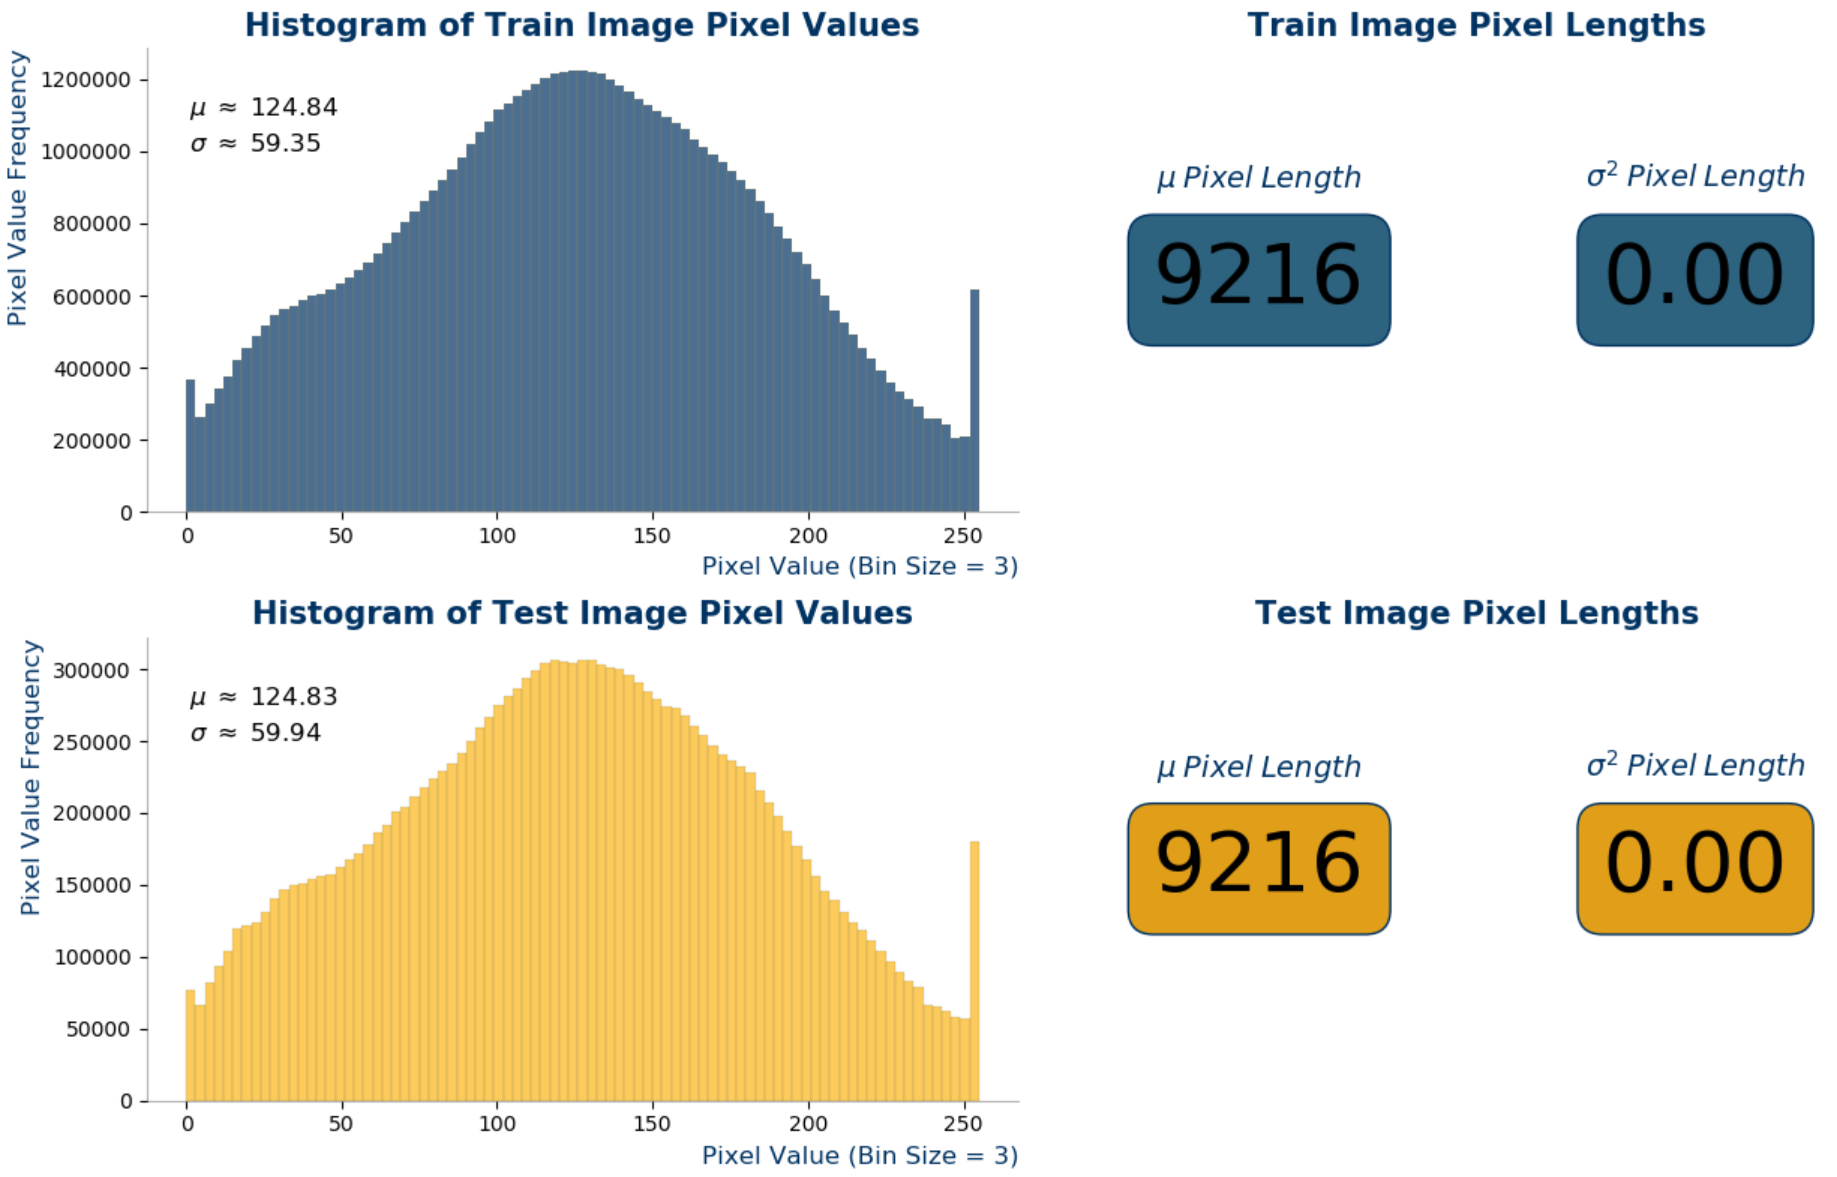 Histogram of Train Image Pixel Values
Pixel Value Frequency
1200000
1000000
800000
600000
400000
200000
0
μ ≈ 124.84
σ ≈ 59.35
0 50 100 150 200 250
Pixel Value (Bin Size = 3)
Train Image Pixel Lengths
μ Pixel Length
9216
σ² Pixel Length
0.00
Histogram of Test Image Pixel Values
Pixel Value Frequency
300000
250000
200000
150000
100000
50000
0
μ ≈ 124.83
σ ≈ 59.94
0 50 100 150 200 250
Pixel Value (Bin Size = 3)
Test Image Pixel Lengths
μ Pixel Length
9216
σ² Pixel Length
0.00